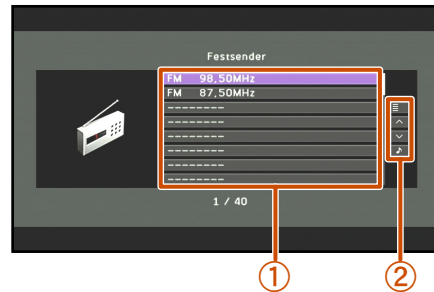 Festsender
FM 98,50MHz
FM 87,50MHz
--------
--------
--------
--------
--------
1 / 40
① ②